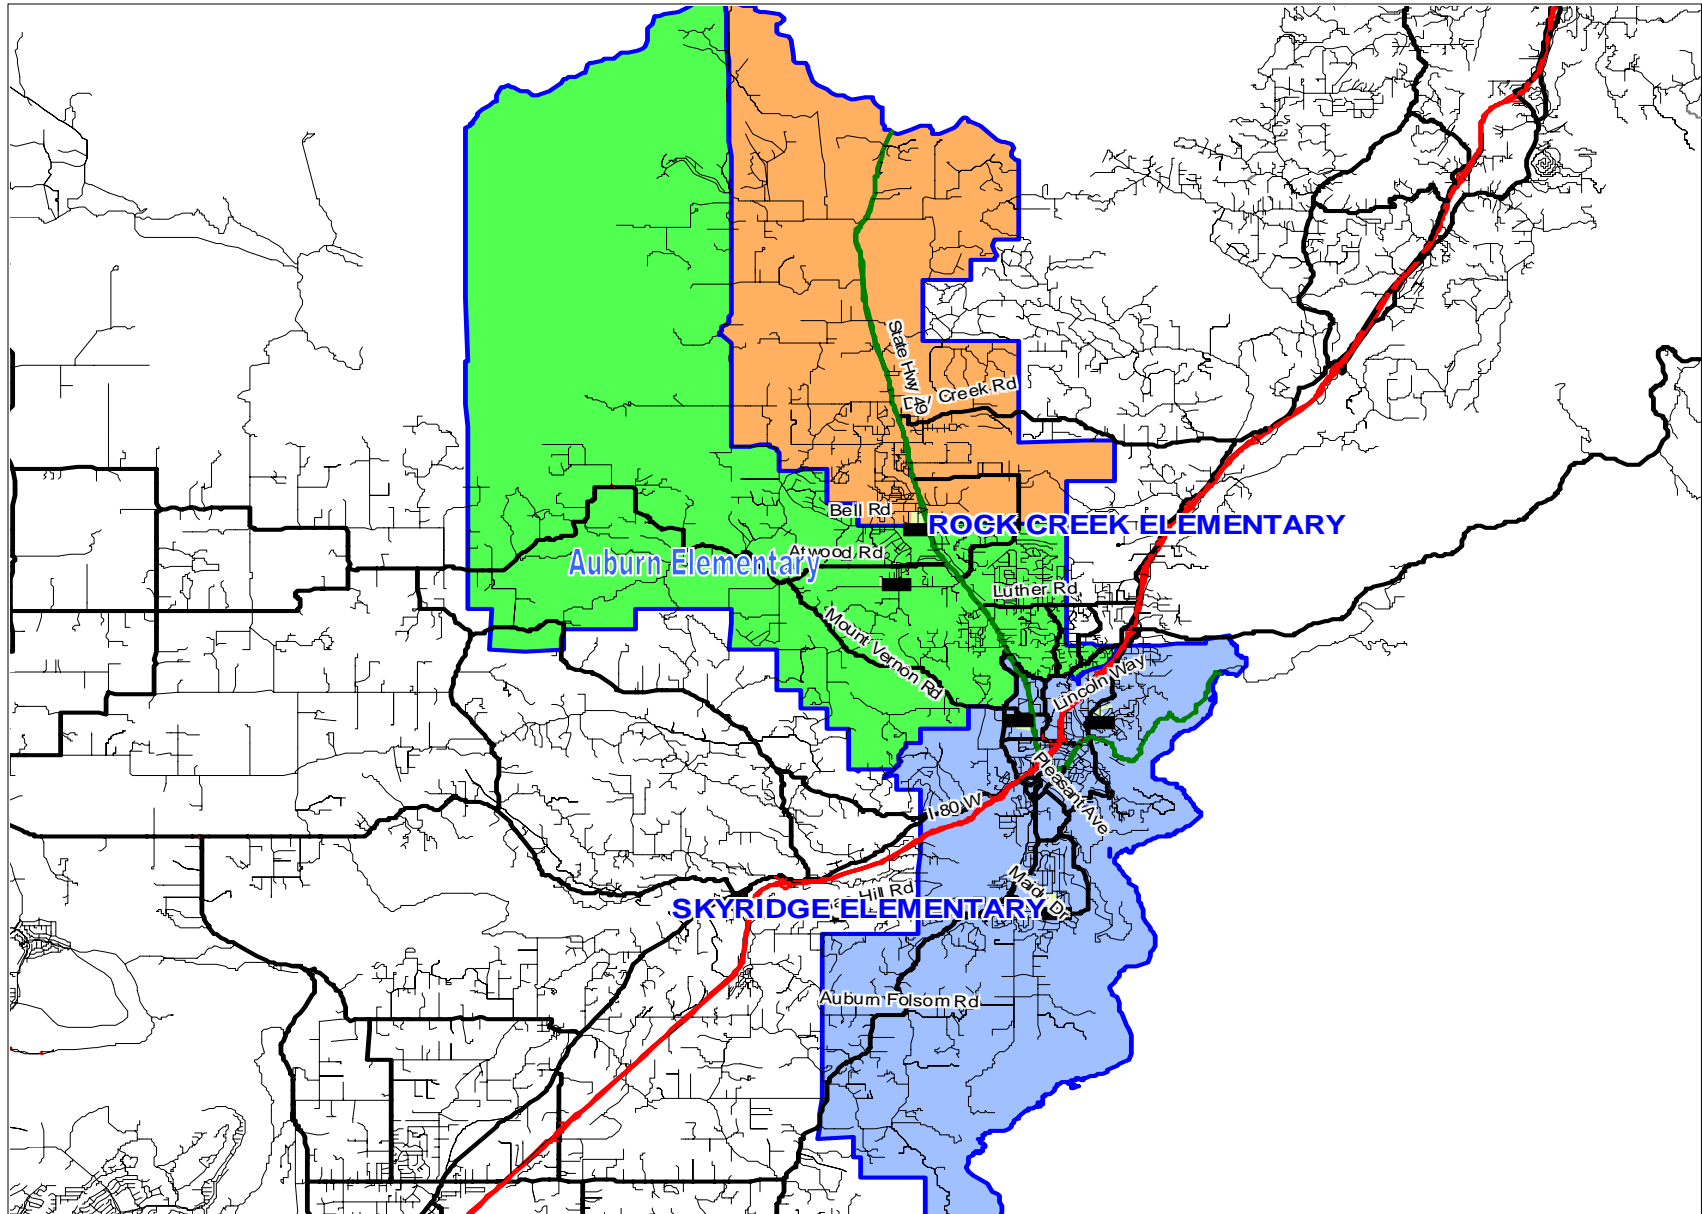 State Hwy 49
Creek Rd
Bell Rd
ROCK CREEK ELEMENTARY
Atwood Rd
Auburn Elementary
Luther Rd
Mount Vernon Rd
Lincoln Way
Pleasant Ave
I-80 W
Hill Rd
Maidu Dr
SKYRIDGE ELEMENTARY
Auburn Folsom Rd